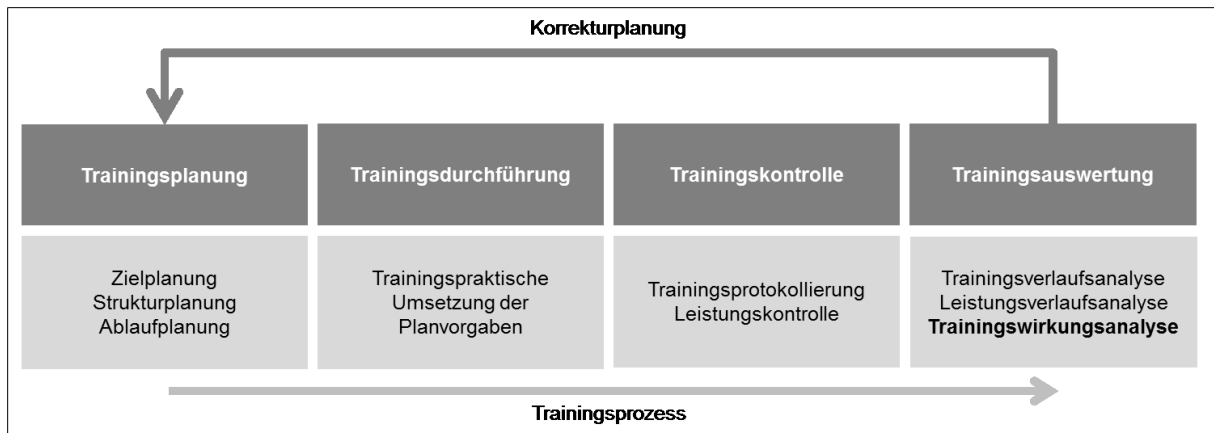 Korrekturplanung
Trainingsplanung
Trainingsdurchführung
Trainingskontrolle
Trainingsauswertung
Zielplanung
Strukturplanung
Ablaufplanung
Trainingspraktische
Umsetzung der
Planvorgaben
Trainingsprotokollierung
Leistungskontrolle
Trainingsverlaufsanalyse
Leistungsverlaufsanalyse
Trainingswirkungsanalyse
Trainingsprozess